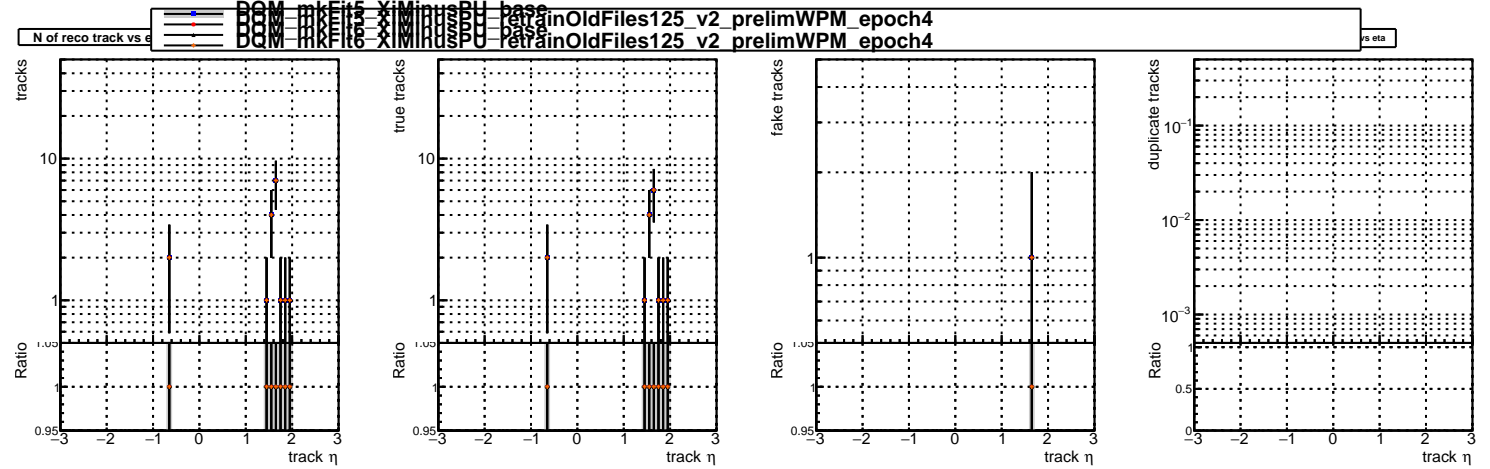 DQM_mkFit5_XiMinusPU_base
DQM_mkFit5_XiMinusPU_retrainOldFiles125_v2_prelimWPM_epoch4
DQM_mkFit6_XiMinusPU_base
DQM_mkFit6_XiMinusPU_retrainOldFiles125_v2_prelimWPM_epoch4
N of reco track vs e
vs eta
tracks
10
1
Ratio
1.05
1
0.95
−3 −2 −1 0 1 2 3
track η
true tracks
10
1
Ratio
1.05
1
0.95
−3 −2 −1 0 1 2 3
track η
fake tracks
1
Ratio
1.05
1
0.95
−3 −2 −1 0 1 2 3
track η
duplicate tracks
10⁻¹
10⁻²
10⁻³
Ratio
1
0.5
0
−3 −2 −1 0 1 2 3
track η